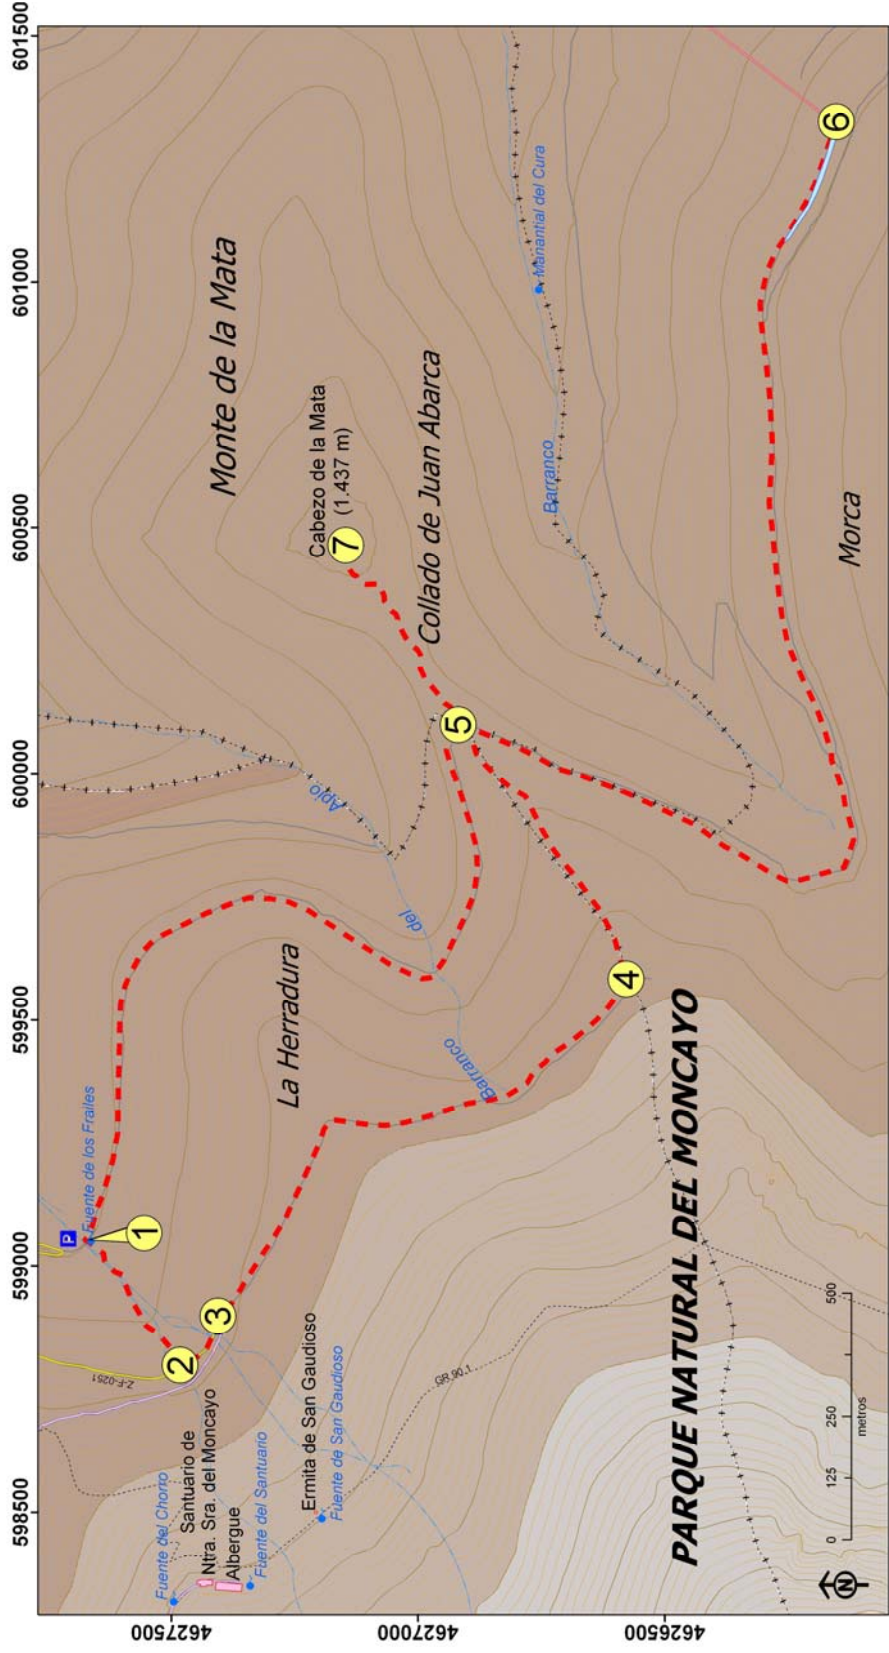 598500
599000
599500
600000
600500
601000
601500
4627500
4627000
4626500
P
Fuente de los Frailes
1
2
3
4
5
6
7
Z-F-0251
Fuente del Chorro
Santuario de
Ntra. Sra. del Moncayo
Albergue
Fuente del Santuario
Ermita de San Gaudioso
Fuente de San Gaudioso
GR 90.1
La Herradura
Barranco
del
Apio
Monte de la Mata
Cabezo de la Mata
(1.437 m)
Collado de Juan Abarca
Barranco
Manantial del Cura
Morca
PARQUE NATURAL DEL MONCAYO
N
0 125 250 500
metros